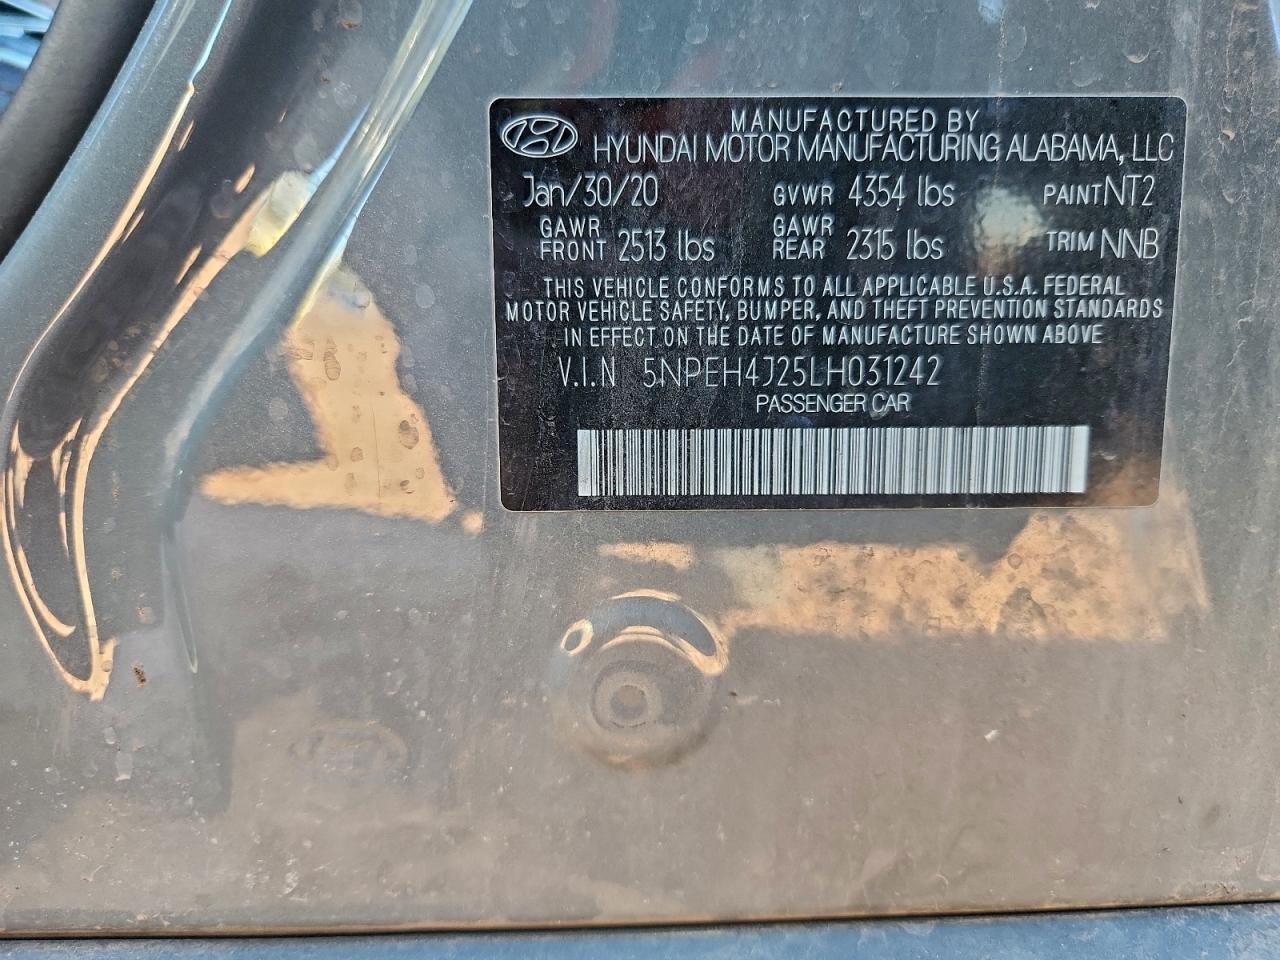 MANUFACTURED BY
HYUNDAI MOTOR MANUFACTURING ALABAMA, LLC
Jan/30/20 GVWR 4354 lbs PAINT NT2
GAWR FRONT 2513 lbs GAWR REAR 2315 lbs TRIM NNB
THIS VEHICLE CONFORMS TO ALL APPLICABLE U.S.A. FEDERAL
MOTOR VEHICLE SAFETY, BUMPER, AND THEFT PREVENTION STANDARDS
IN EFFECT ON THE DATE OF MANUFACTURE SHOWN ABOVE
V.I.N 5NPEH4J25LH031242
PASSENGER CAR